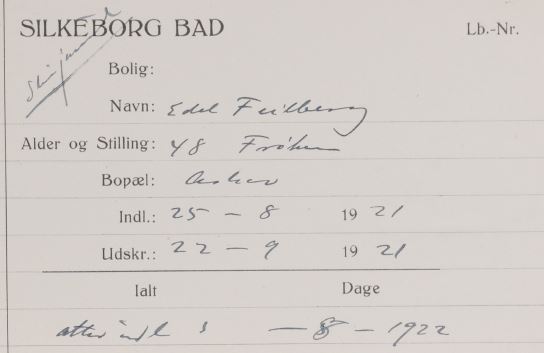 SILKEBORG BAD Lb.-Nr.
Bolig:
Navn: Edel Feilberg
Alder og Stilling: 48 Frøken
Bopæl: Askov
Indl.: 25 - 8 1921
Udskr.: 22 - 9 1921
Ialt Dage
atter indl - 8 - 1922